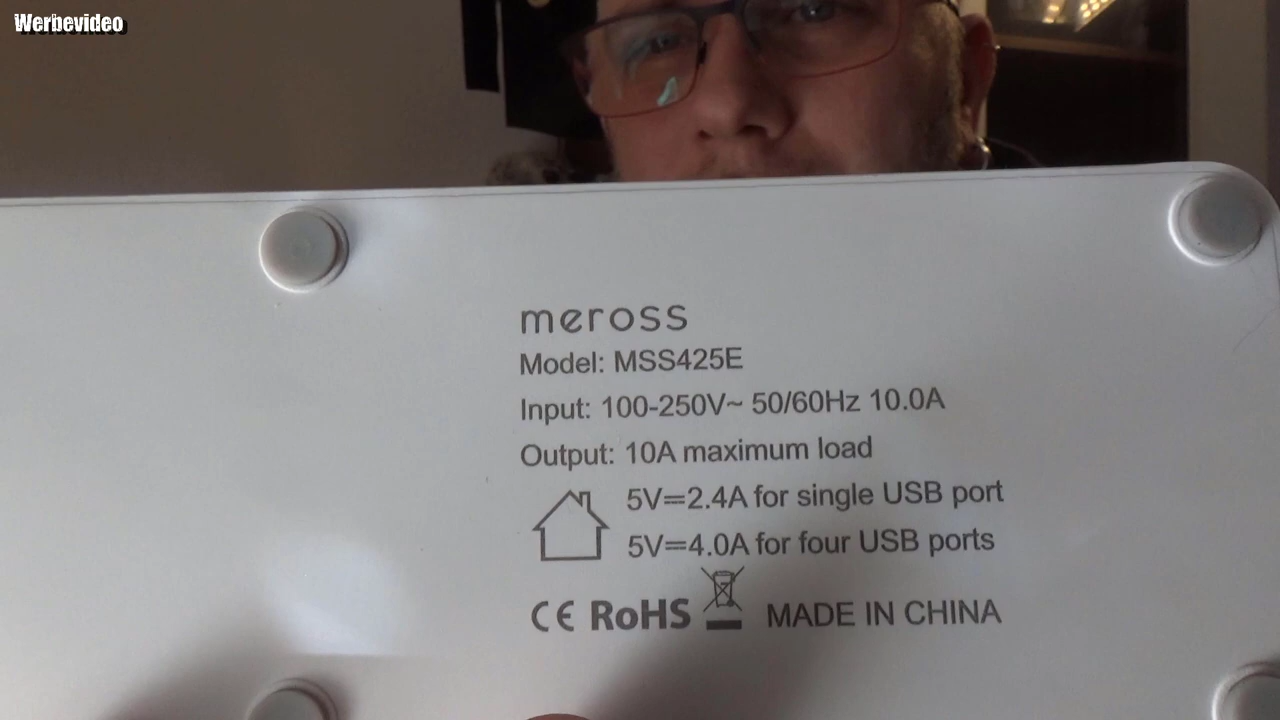 Werbevideo
meross
Model: MSS425E
Input: 100-250V~ 50/60Hz 10.0A
Output: 10A maximum load
5V=2.4A for single USB port
5V=4.0A for four USB ports
CE RoHS MADE IN CHINA